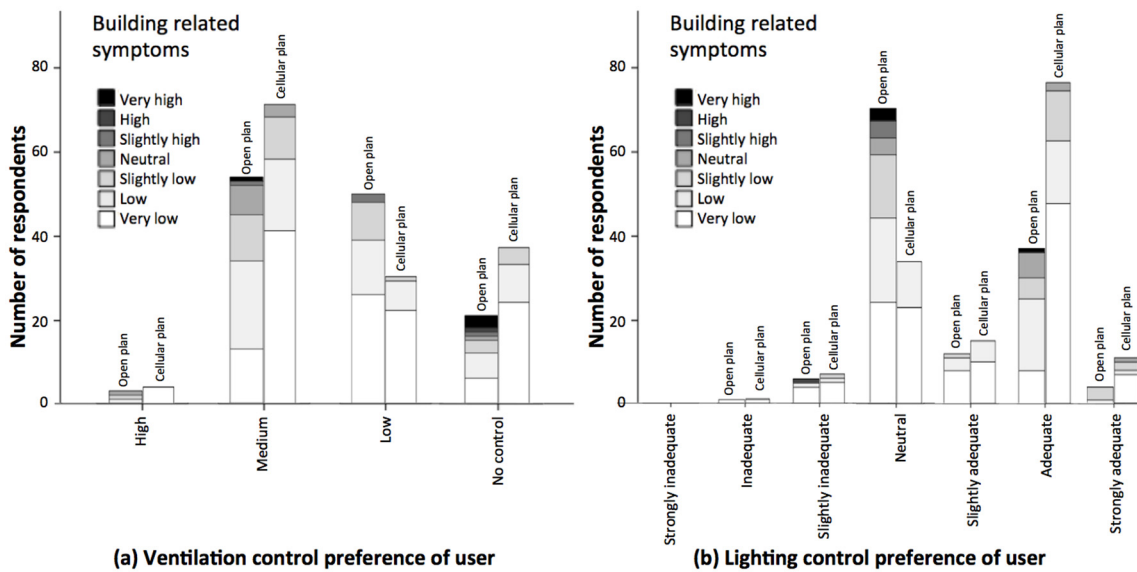 Building related
symptoms
Very high
High
Slightly high
Neutral
Slightly low
Low
Very low
Number of respondents
80
60
40
20
0
Open plan
Cellular plan
Open plan
Cellular plan
Open plan
Cellular plan
Open plan
Cellular plan
High
Medium
Low
No control
(a) Ventilation control preference of user
Building related
symptoms
Very high
High
Slightly high
Neutral
Slightly low
Low
Very low
Number of respondents
80
60
40
20
0
Open plan
Cellular plan
Open plan
Cellular plan
Open plan
Cellular plan
Open plan
Cellular plan
Open plan
Cellular plan
Open plan
Cellular plan
Strongly inadequate
Inadequate
Slightly inadequate
Neutral
Slightly adequate
Adequate
Strongly adequate
(b) Lighting control preference of user